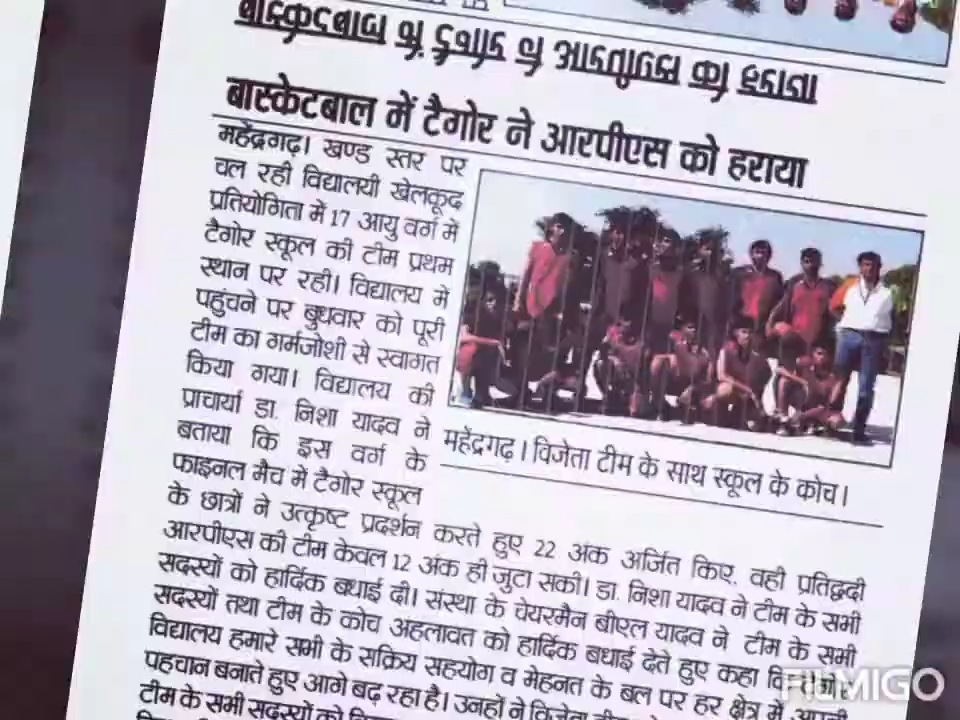 बास्केटबाल में टैगोर ने आरपीएस को हराया
महेंद्रगढ़। खण्ड स्तर पर
चल रही विद्यालयी खेलकूद
प्रतियोगिता में 17 आयु वर्ग में
टैगोर स्कूल की टीम प्रथम
स्थान पर रही। विद्यालय में
पहुंचने पर बुधवार को पूरी
टीम का गर्मजोशी से स्वागत
किया गया। विद्यालय की
प्राचार्या डा. निशा यादव ने
बताया कि इस वर्ग के
फाइनल मैच में टैगोर स्कूल
के छात्रों ने उत्कृष्ट प्रदर्शन करते हुए 22 अंक अर्जित किए, वही प्रतिद्वदी
आरपीएस की टीम केवल 12 अंक ही जुटा सकी। डा. निशा यादव ने टीम के सभी
सदस्यों को हार्दिक बधाई दी। संस्था के चेयरमैन बीएल यादव ने टीम के सभी
सदस्यों तथा टीम के कोच अहलावत को हार्दिक बधाई देते हुए कहा कि टैगोर
विद्यालय हमारे सभी के सक्रिय सहयोग व मेहनत के बल पर हर क्षेत्र में अपनी
पहचान बनाते हुए आगे बढ़ रहा है। उन्होंने विजेता
टीम के सभी सदस्यों को
महेंद्रगढ़। विजेता टीम के साथ स्कूल के कोच।
FILMIGO